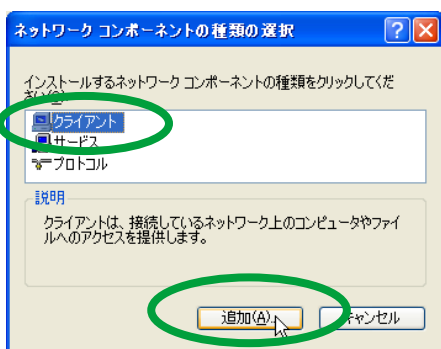 ネットワーク コンポーネントの種類の選択
インストールするネットワーク コンポーネントの種類をクリックしてくだ
さい(C):
クライアント
サービス
プロトコル
説明
クライアントは、接続しているネットワーク上のコンピュータやファイ
ルへのアクセスを提供します。
追加(A)...
キャンセル